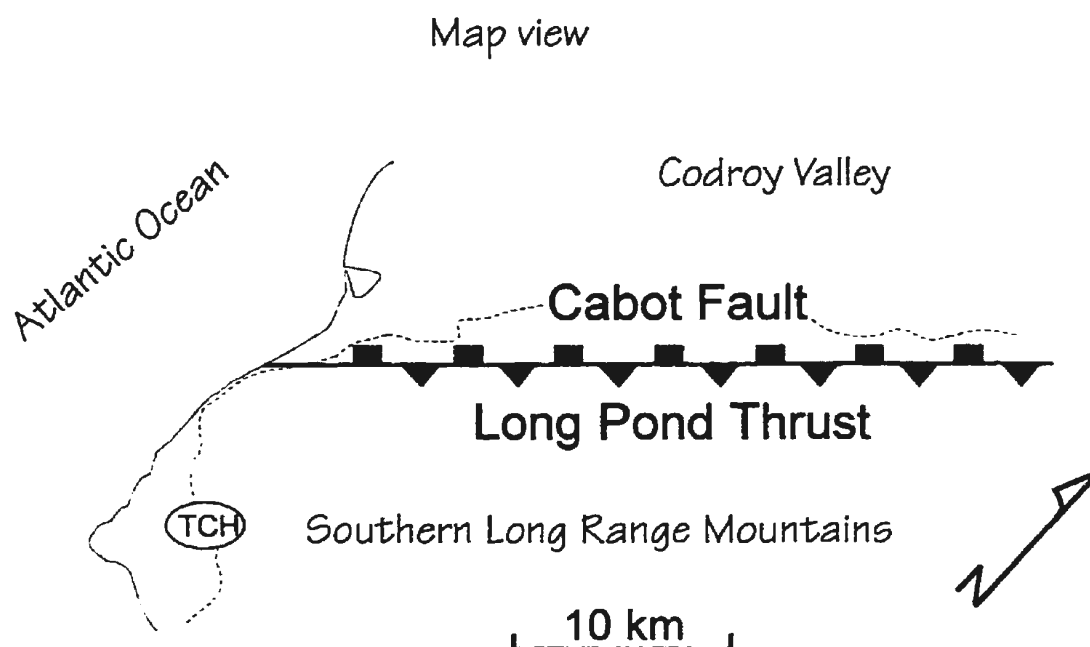 Map view
Codroy Valley
Atlantic Ocean
Cabot Fault
Long Pond Thrust
TCH
Southern Long Range Mountains
N
10 km